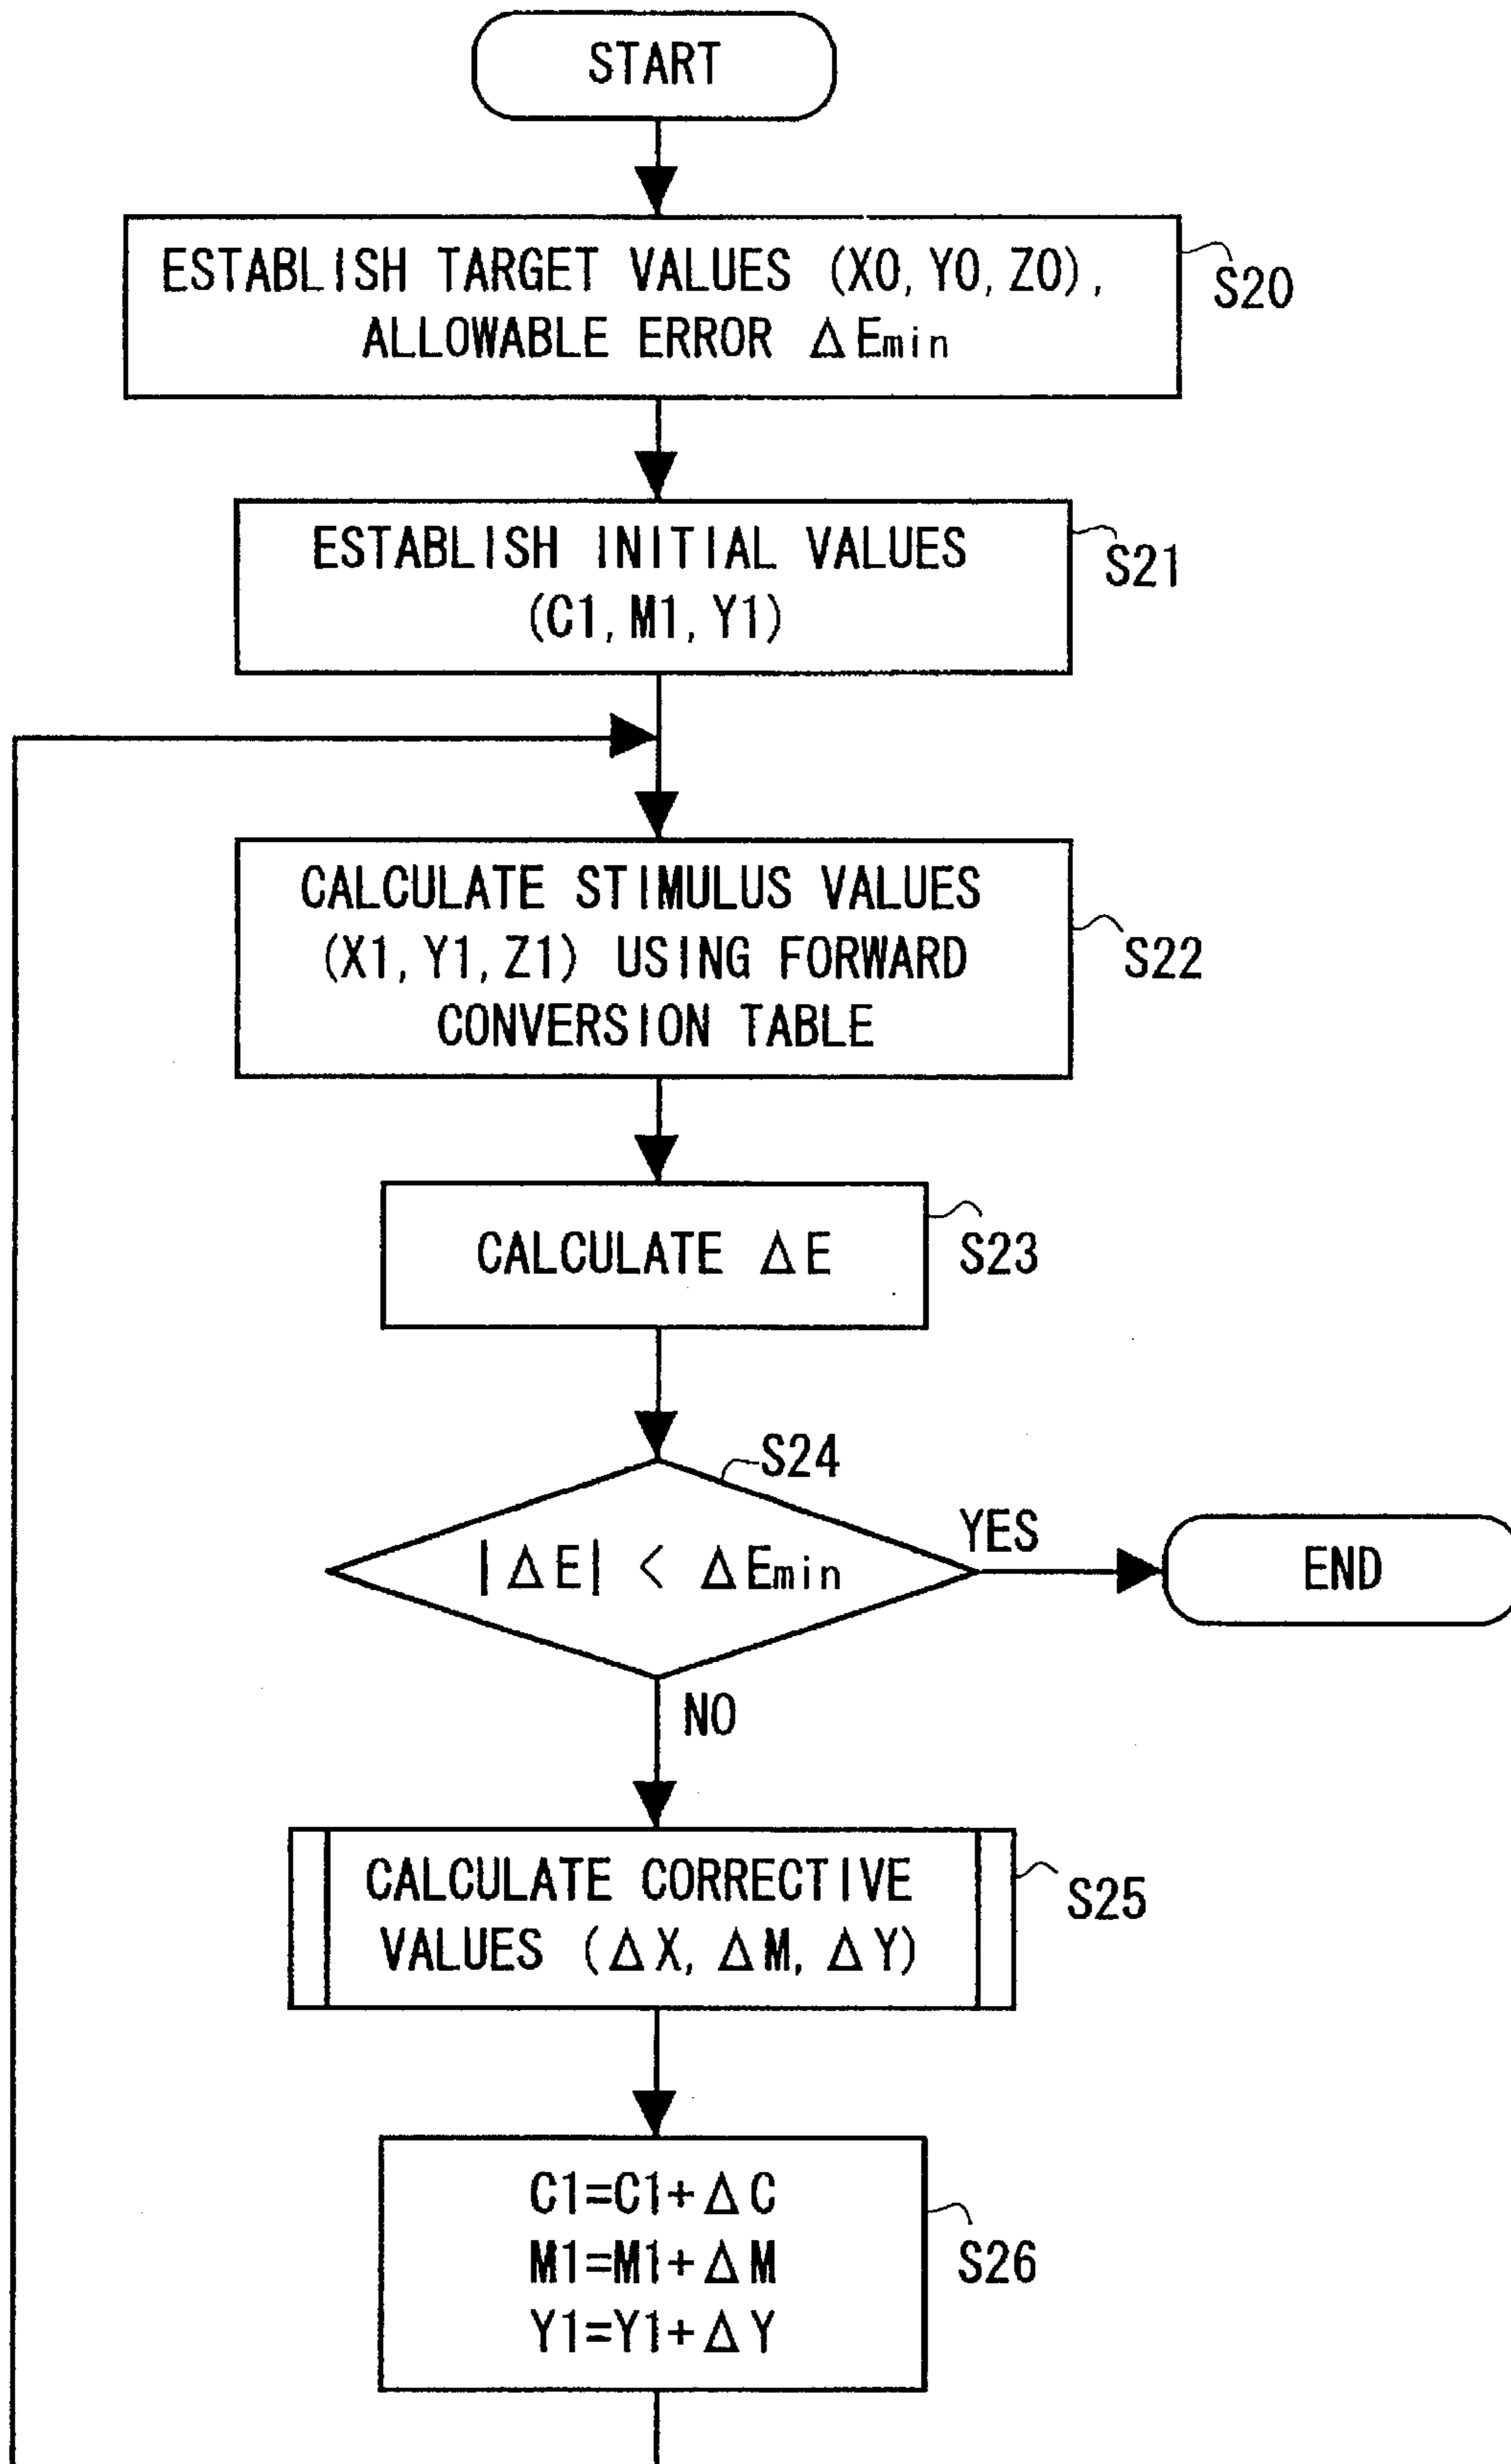 START
ESTABLISH TARGET VALUES (X0, Y0, Z0),
ALLOWABLE ERROR ΔEmin
S20
ESTABLISH INITIAL VALUES
(C1, M1, Y1)
S21
CALCULATE STIMULUS VALUES
(X1, Y1, Z1) USING FORWARD
CONVERSION TABLE
S22
CALCULATE ΔE
S23
S24
|ΔE| < ΔEmin
YES
END
NO
CALCULATE CORRECTIVE
VALUES (ΔX, ΔM, ΔY)
S25
C1=C1+ΔC
M1=M1+ΔM
Y1=Y1+ΔY
S26